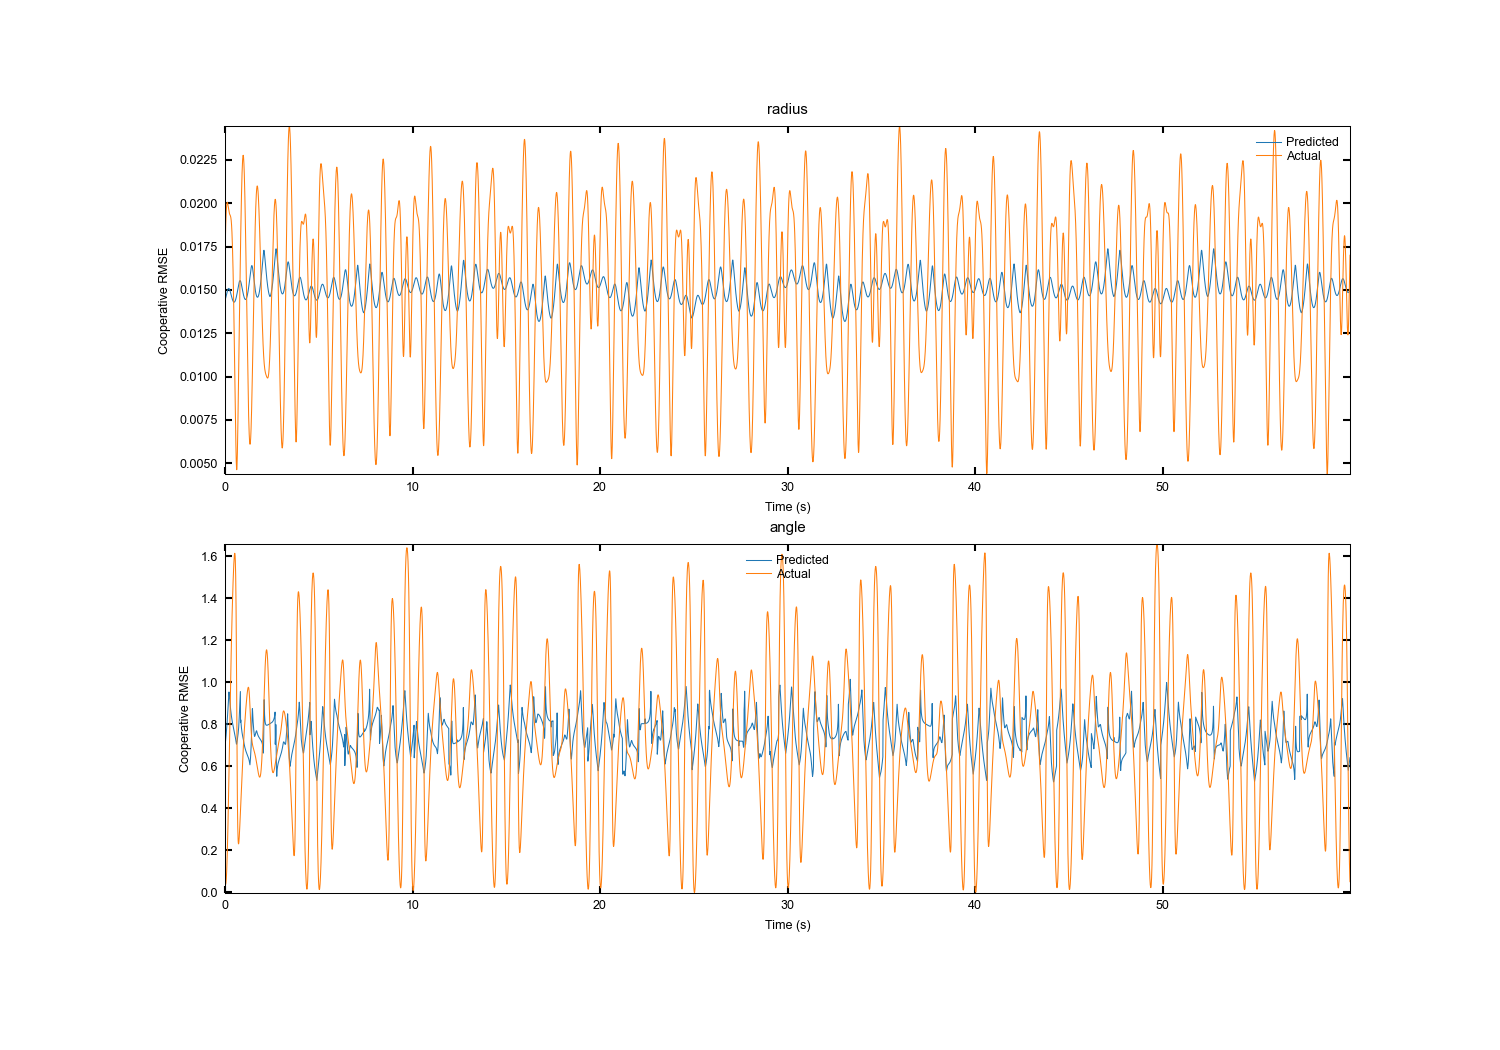 radius
Cooperative RMSE
0.0225
0.0200
0.0175
0.0150
0.0125
0.0100
0.0075
0.0050
Predicted
Actual
0 10 20 30 40 50
Time (s)
angle
Cooperative RMSE
1.6
1.4
1.2
1.0
0.8
0.6
0.4
0.2
0.0
Predicted
Actual
0 10 20 30 40 50
Time (s)